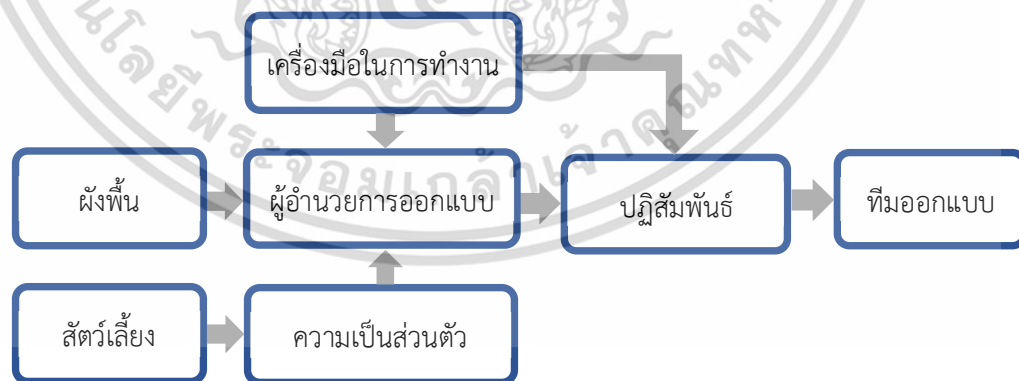 เครื่องมือในการทำงาน
ผังพื้น
ผู้อำนวยการออกแบบ
ปฏิสัมพันธ์
ทีมออกแบบ
สัตว์เลี้ยง
ความเป็นส่วนตัว